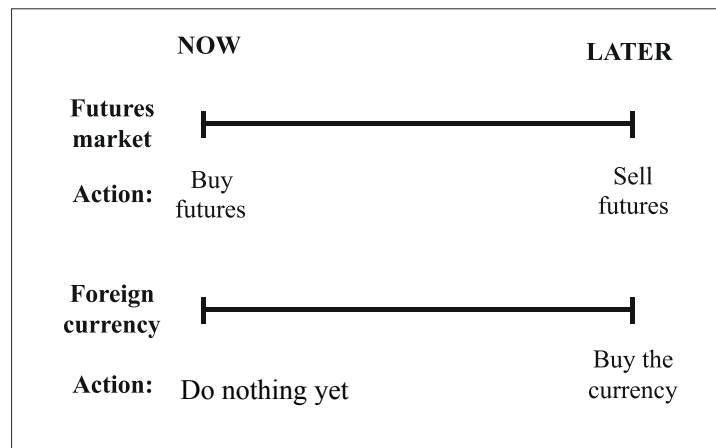 NOW
LATER
Futures
market
Action:
Buy
futures
Sell
futures
Foreign
currency
Action:
Do nothing yet
Buy the
currency